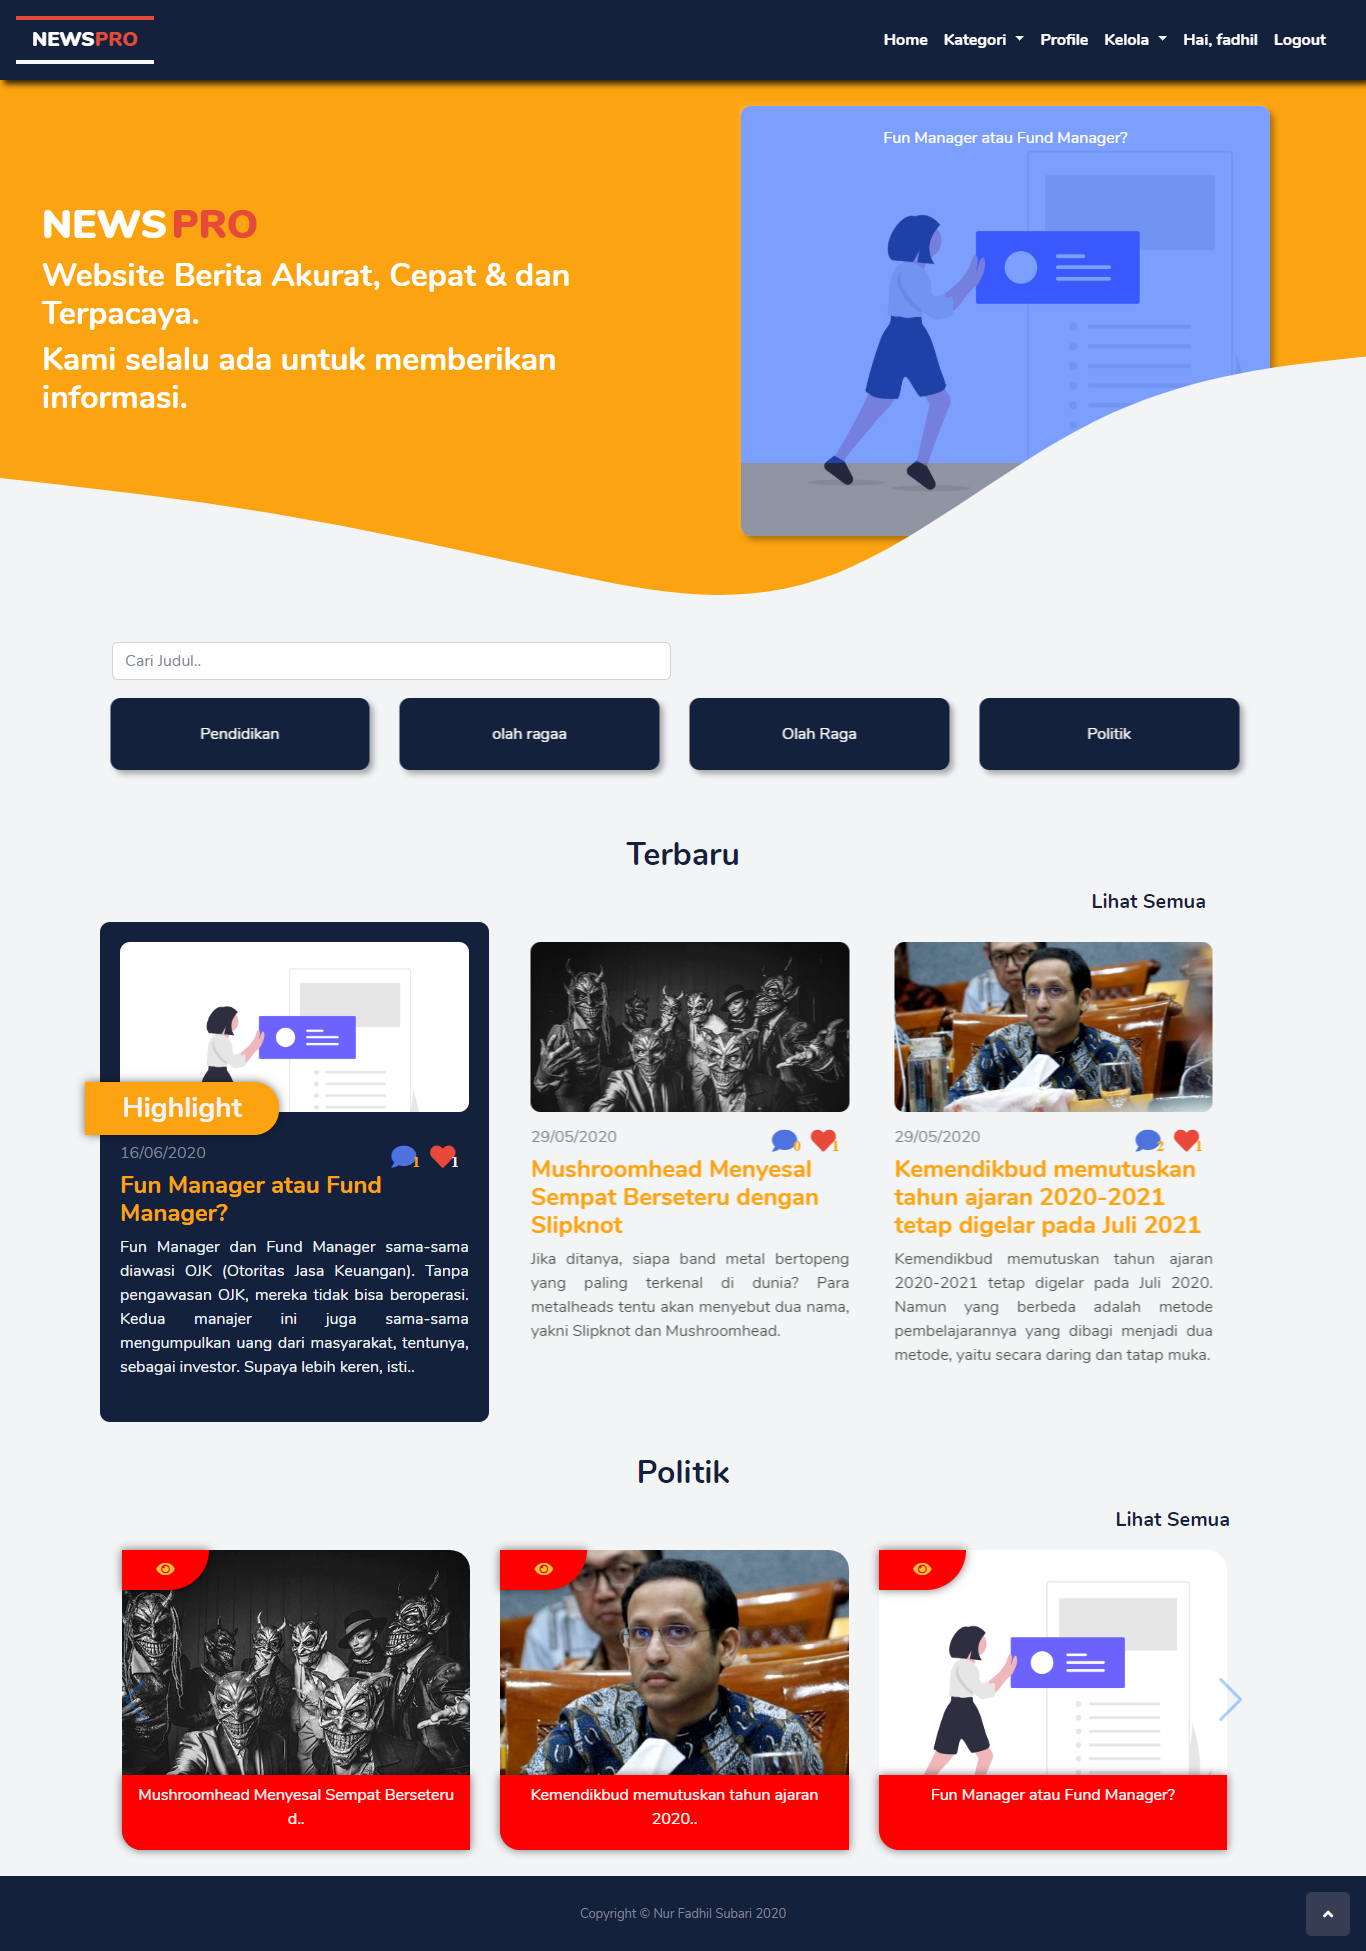 NEWSPRO
Home Kategori Profile Kelola Hai, fadhil Logout
Fun Manager atau Fund Manager?
NEWS PRO
Website Berita Akurat, Cepat & dan
Terpacaya.
Kami selalu ada untuk memberikan
informasi.
Cari Judul..
Pendidikan
olah ragaa
Olah Raga
Politik
Terbaru
Lihat Semua
Highlight
16/06/2020
1 1
Fun Manager atau Fund
Manager?
Fun Manager dan Fund Manager sama-sama
diawasi OJK (Otoritas Jasa Keuangan). Tanpa
pengawasan OJK, mereka tidak bisa beroperasi.
Kedua manajer ini juga sama-sama
mengumpulkan uang dari masyarakat, tentunya,
sebagai investor. Supaya lebih keren, isti..
29/05/2020
0 1
Mushroomhead Menyesal
Sempat Berseteru dengan
Slipknot
Jika ditanya, siapa band metal bertopeng
yang paling terkenal di dunia? Para
metalheads tentu akan menyebut dua nama,
yakni Slipknot dan Mushroomhead.
29/05/2020
2 1
Kemendikbud memutuskan
tahun ajaran 2020-2021
tetap digelar pada Juli 2021
Kemendikbud memutuskan tahun ajaran
2020-2021 tetap digelar pada Juli 2020.
Namun yang berbeda adalah metode
pembelajarannya yang dibagi menjadi dua
metode, yaitu secara daring dan tatap muka.
Politik
Lihat Semua
Mushroomhead Menyesal Sempat Berseteru
d..
Kemendikbud memutuskan tahun ajaran
2020..
Fun Manager atau Fund Manager?
Copyright © Nur Fadhil Subari 2020